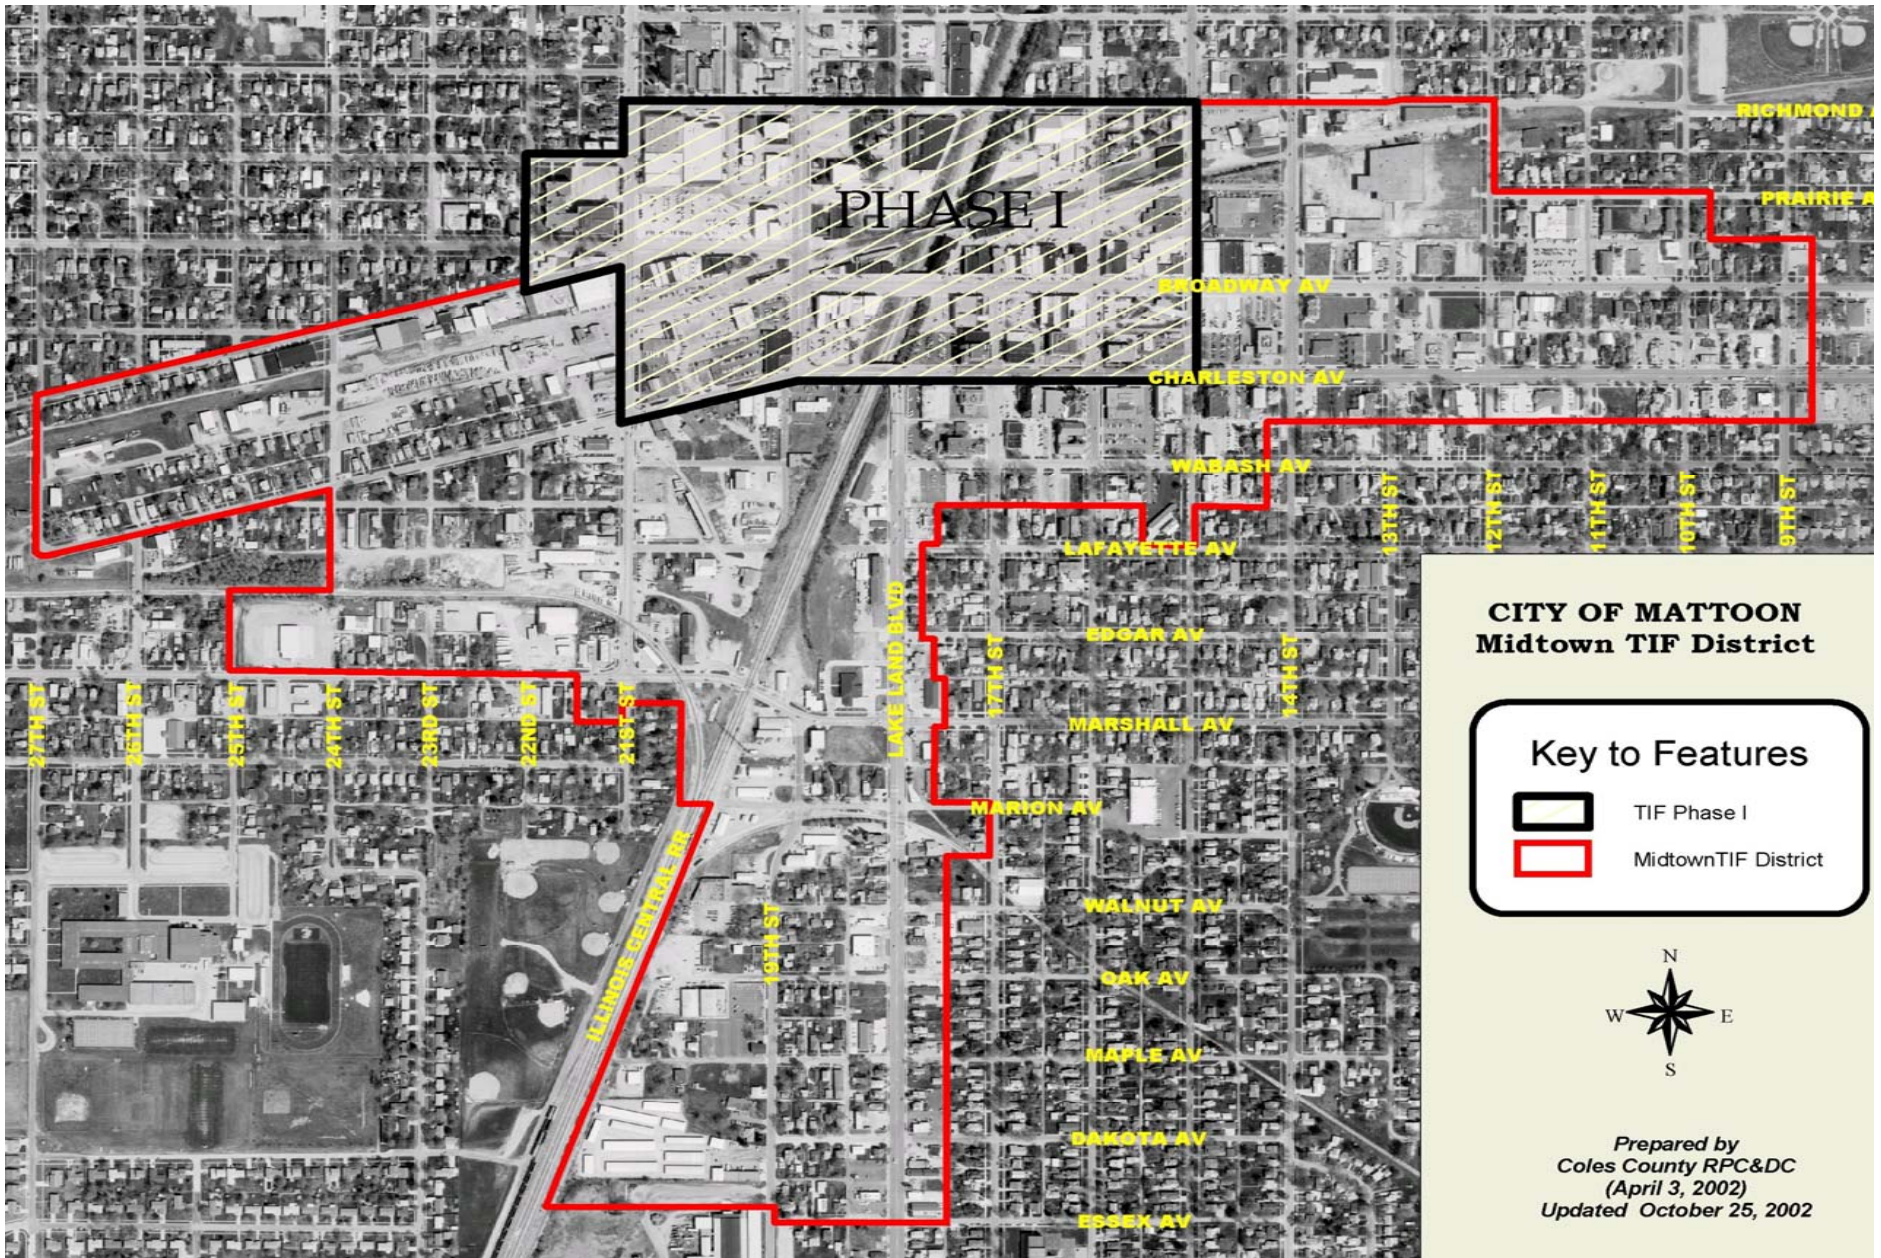 RICHMOND A
PRAIRIE A
PHASE I
BROADWAY AV
CHARLESTON AV
WABASH AV
13TH ST
12TH ST
11TH ST
10TH ST
9TH ST
LAFAYETTE AV
LAKE LAND BLVD
EDGAR AV
17TH ST
14TH ST
27TH ST
26TH ST
25TH ST
24TH ST
23RD ST
22ND ST
21ST ST
MARSHALL AV
MARION AV
ILLINOIS CENTRAL RR
WALNUT AV
19TH ST
OAK AV
MAPLE AV
DAKOTA AV
ESSEX AV
CITY OF MATTOON
Midtown TIF District
Key to Features
TIF Phase I
MidtownTIF District
N
W E
S
Prepared by
Coles County RPC&DC
(April 3, 2002)
Updated October 25, 2002